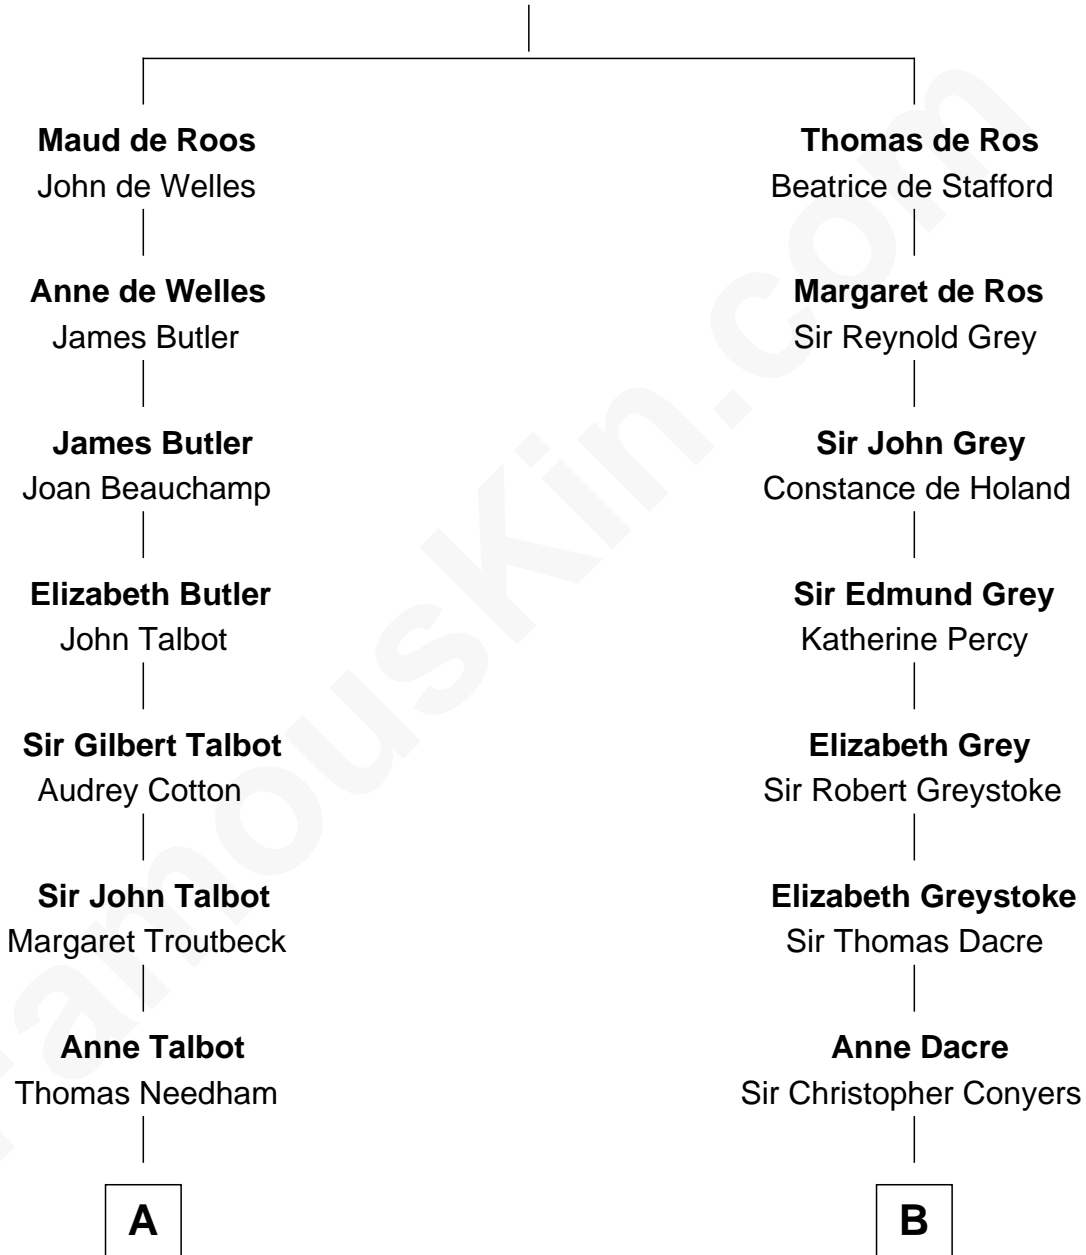 Maud de Roos
John de Welles
Anne de Welles
James Butler
James Butler
Joan Beauchamp
Elizabeth Butler
John Talbot
Sir Gilbert Talbot
Audrey Cotton
Sir John Talbot
Margaret Troutbeck
Anne Talbot
Thomas Needham
A
Thomas de Ros
Beatrice de Stafford
Margaret de Ros
Sir Reynold Grey
Sir John Grey
Constance de Holand
Sir Edmund Grey
Katherine Percy
Elizabeth Grey
Sir Robert Greystoke
Elizabeth Greystoke
Sir Thomas Dacre
Anne Dacre
Sir Christopher Conyers
B
FamousKin.com